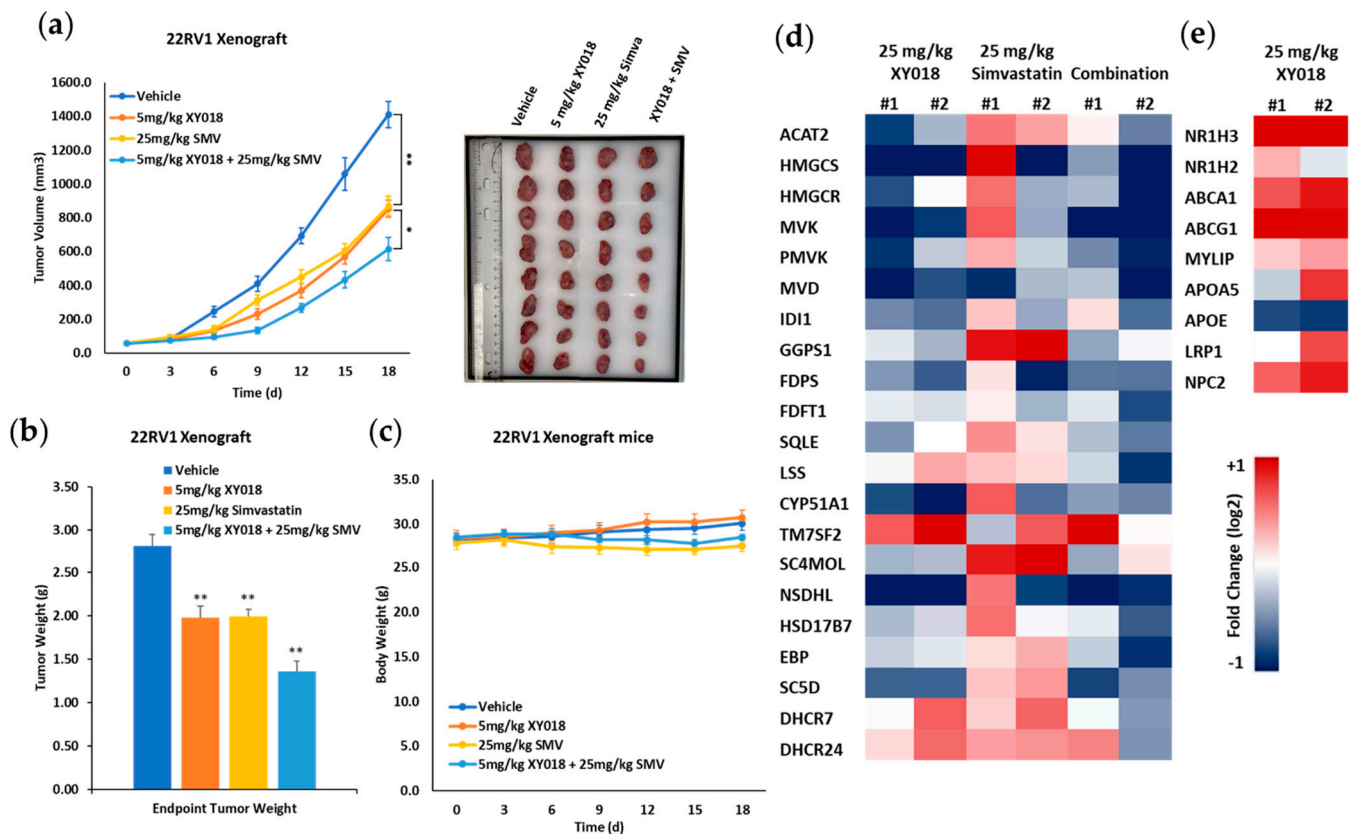 (a)
22RV1 Xenograft
Tumor Volume (mm3)
1600.0
1400.0
1200.0
1000.0
800.0
600.0
400.0
200.0
0.0
Vehicle
5mg/kg XY018
25mg/kg SMV
5mg/kg XY018 + 25mg/kg SMV
**
*
0 3 6 9 12 15 18
Time (d)
Vehicle
5 mg/kg XY018
25 mg/kg Simva
XY018 + SMV
(b)
22RV1 Xenograft
Vehicle
5mg/kg XY018
25mg/kg Simvastatin
5mg/kg XY018 + 25mg/kg SMV
Tumor Weight (g)
3.50
3.00
2.50
2.00
1.50
1.00
0.50
0.00
** ** **
Endpoint Tumor Weight
(c)
22RV1 Xenograft mice
Body Weight (g)
35.0
30.0
25.0
20.0
15.0
10.0
5.0
0.0
Vehicle
5mg/kg XY018
25mg/kg SMV
5mg/kg XY018 + 25mg/kg SMV
0 3 6 9 12 15 18
Time (d)
(d)
25 mg/kg
XY018
25 mg/kg
Simvastatin
Combination
#1 #2 #1 #2 #1 #2
ACAT2
HMGCS
HMGCR
MVK
PMVK
MVD
IDI1
GGPS1
FDPS
FDFT1
SQLE
LSS
CYP51A1
TM7SF2
SC4MOL
NSDHL
HSD17B7
EBP
SC5D
DHCR7
DHCR24
(e)
25 mg/kg
XY018
#1 #2
NR1H3
NR1H2
ABCA1
ABCG1
MYLIP
APOA5
APOE
LRP1
NPC2
Fold Change (log2)
+1
-1